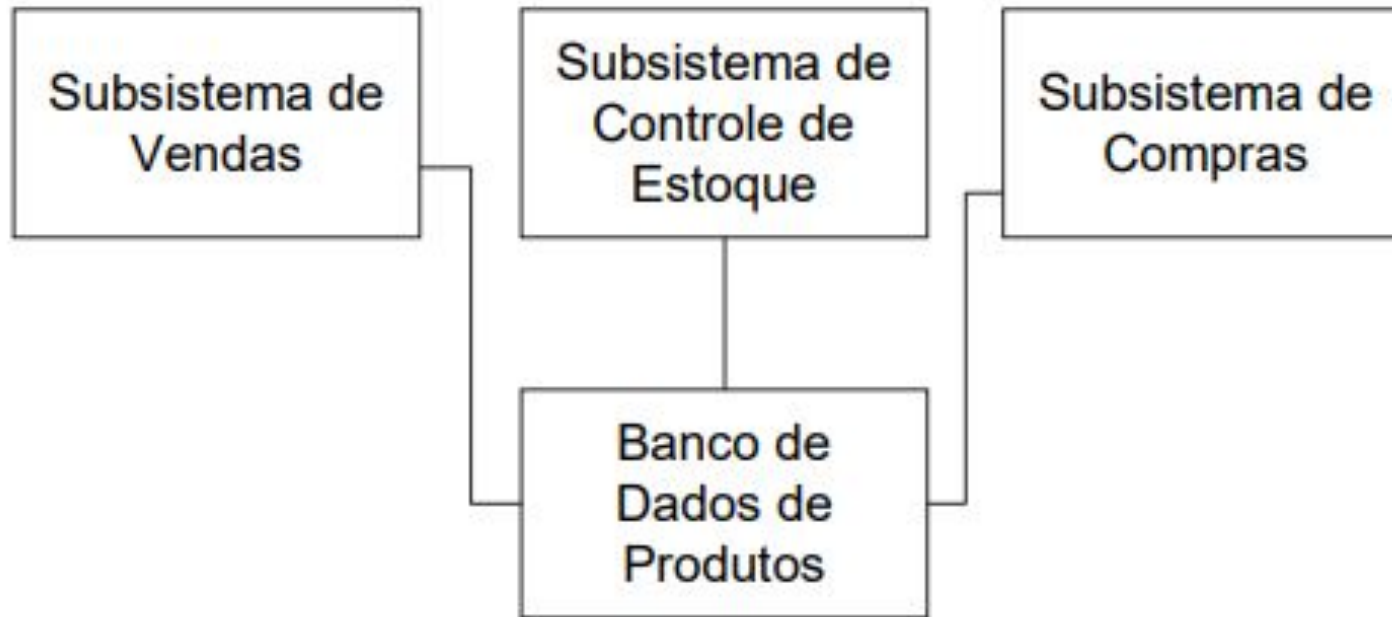 Subsistema de
Vendas
Subsistema de
Controle de
Estoque
Subsistema de
Compras
Banco de
Dados de
Produtos